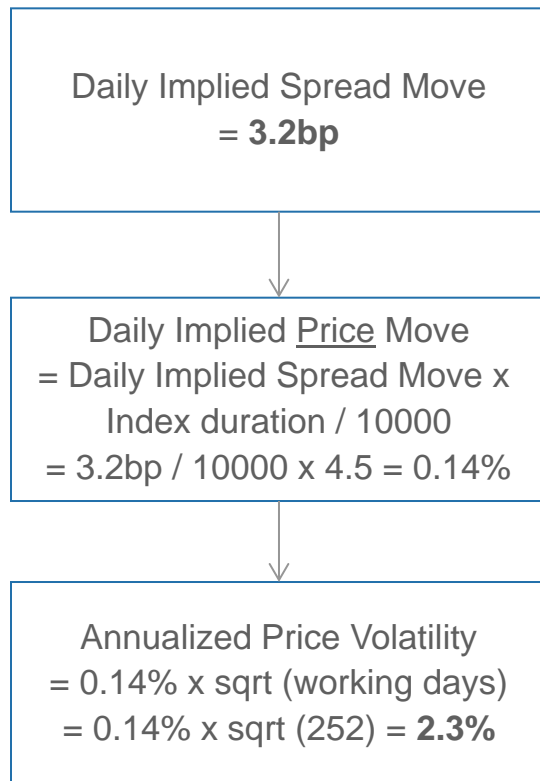 Daily Implied Spread Move
= 3.2bp
Daily Implied Price Move
= Daily Implied Spread Move x
Index duration / 10000
= 3.2bp / 10000 x 4.5 = 0.14%
Annualized Price Volatility
= 0.14% x sqrt (working days)
= 0.14% x sqrt (252) = 2.3%